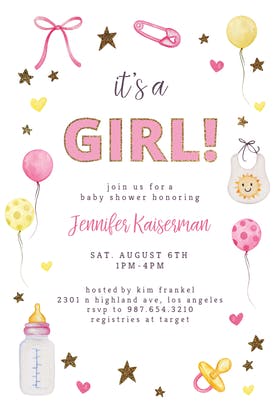 it's a
GIRL!
join us for a
baby shower honoring
Jennifer Kaiserman
SAT. AUGUST 6TH
1PM-4PM
hosted by kim frankel
2301 n highland ave, los angeles
rsvp to 987.654.3210
registries at target